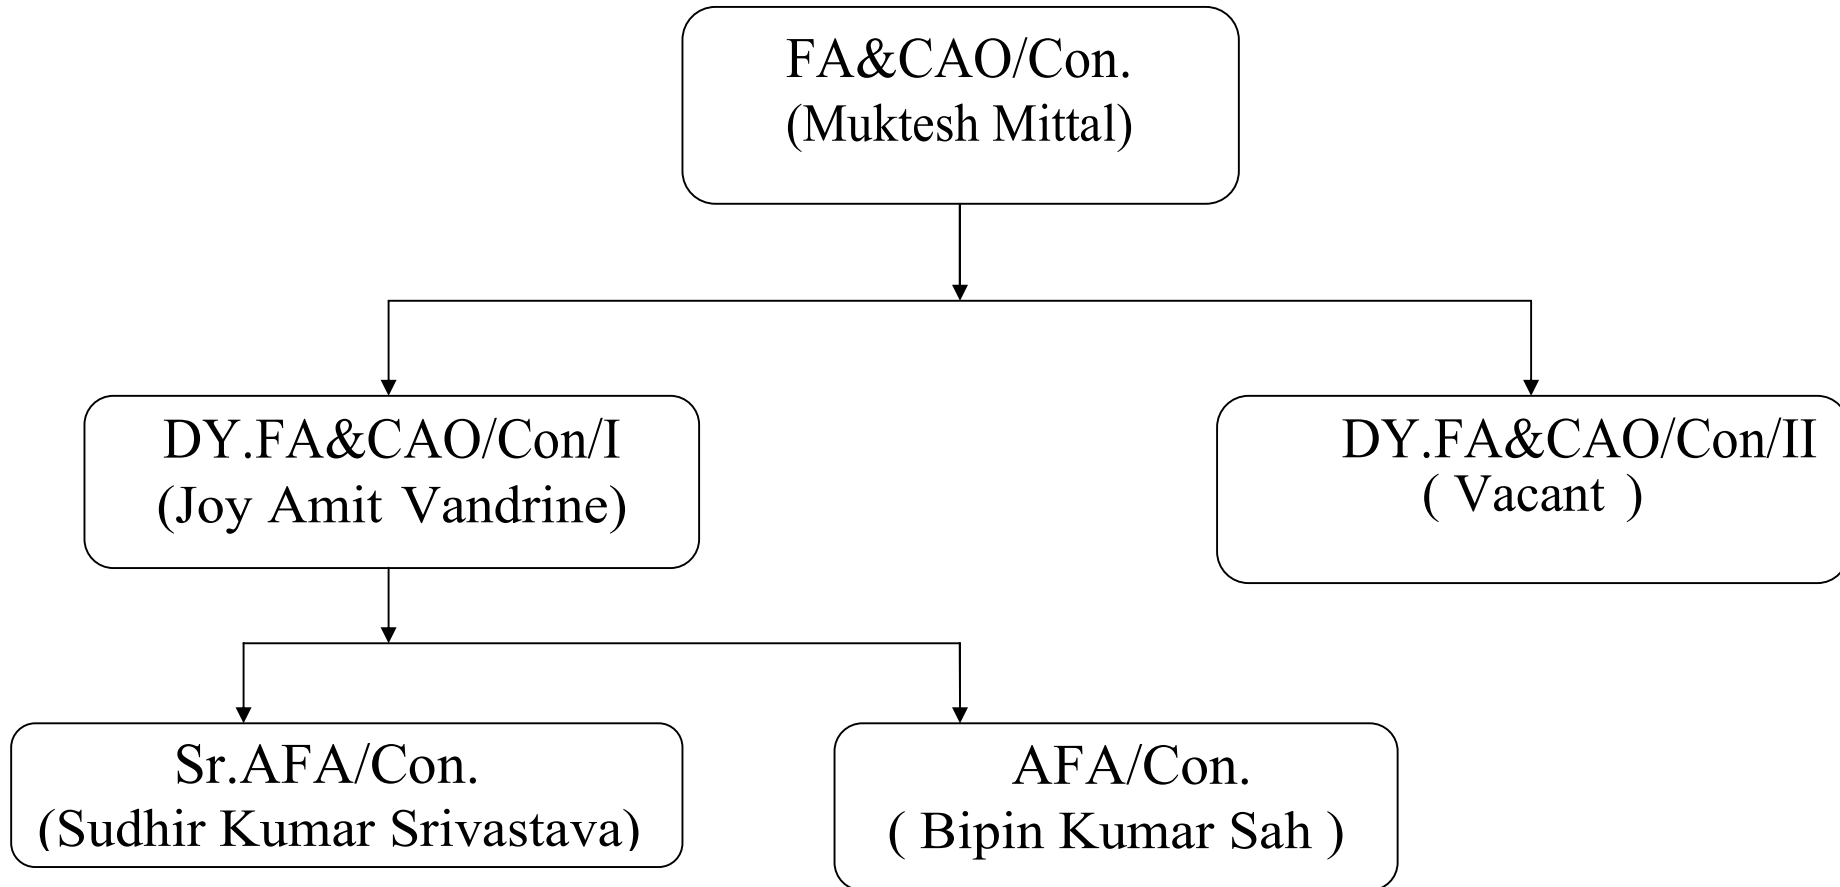 FA&CAO/Con.
(Muktesh Mittal)
DY.FA&CAO/Con/I
(Joy Amit Vandrine)
DY.FA&CAO/Con/II
( Vacant )
Sr.AFA/Con.
(Sudhir Kumar Srivastava)
AFA/Con.
( Bipin Kumar Sah )